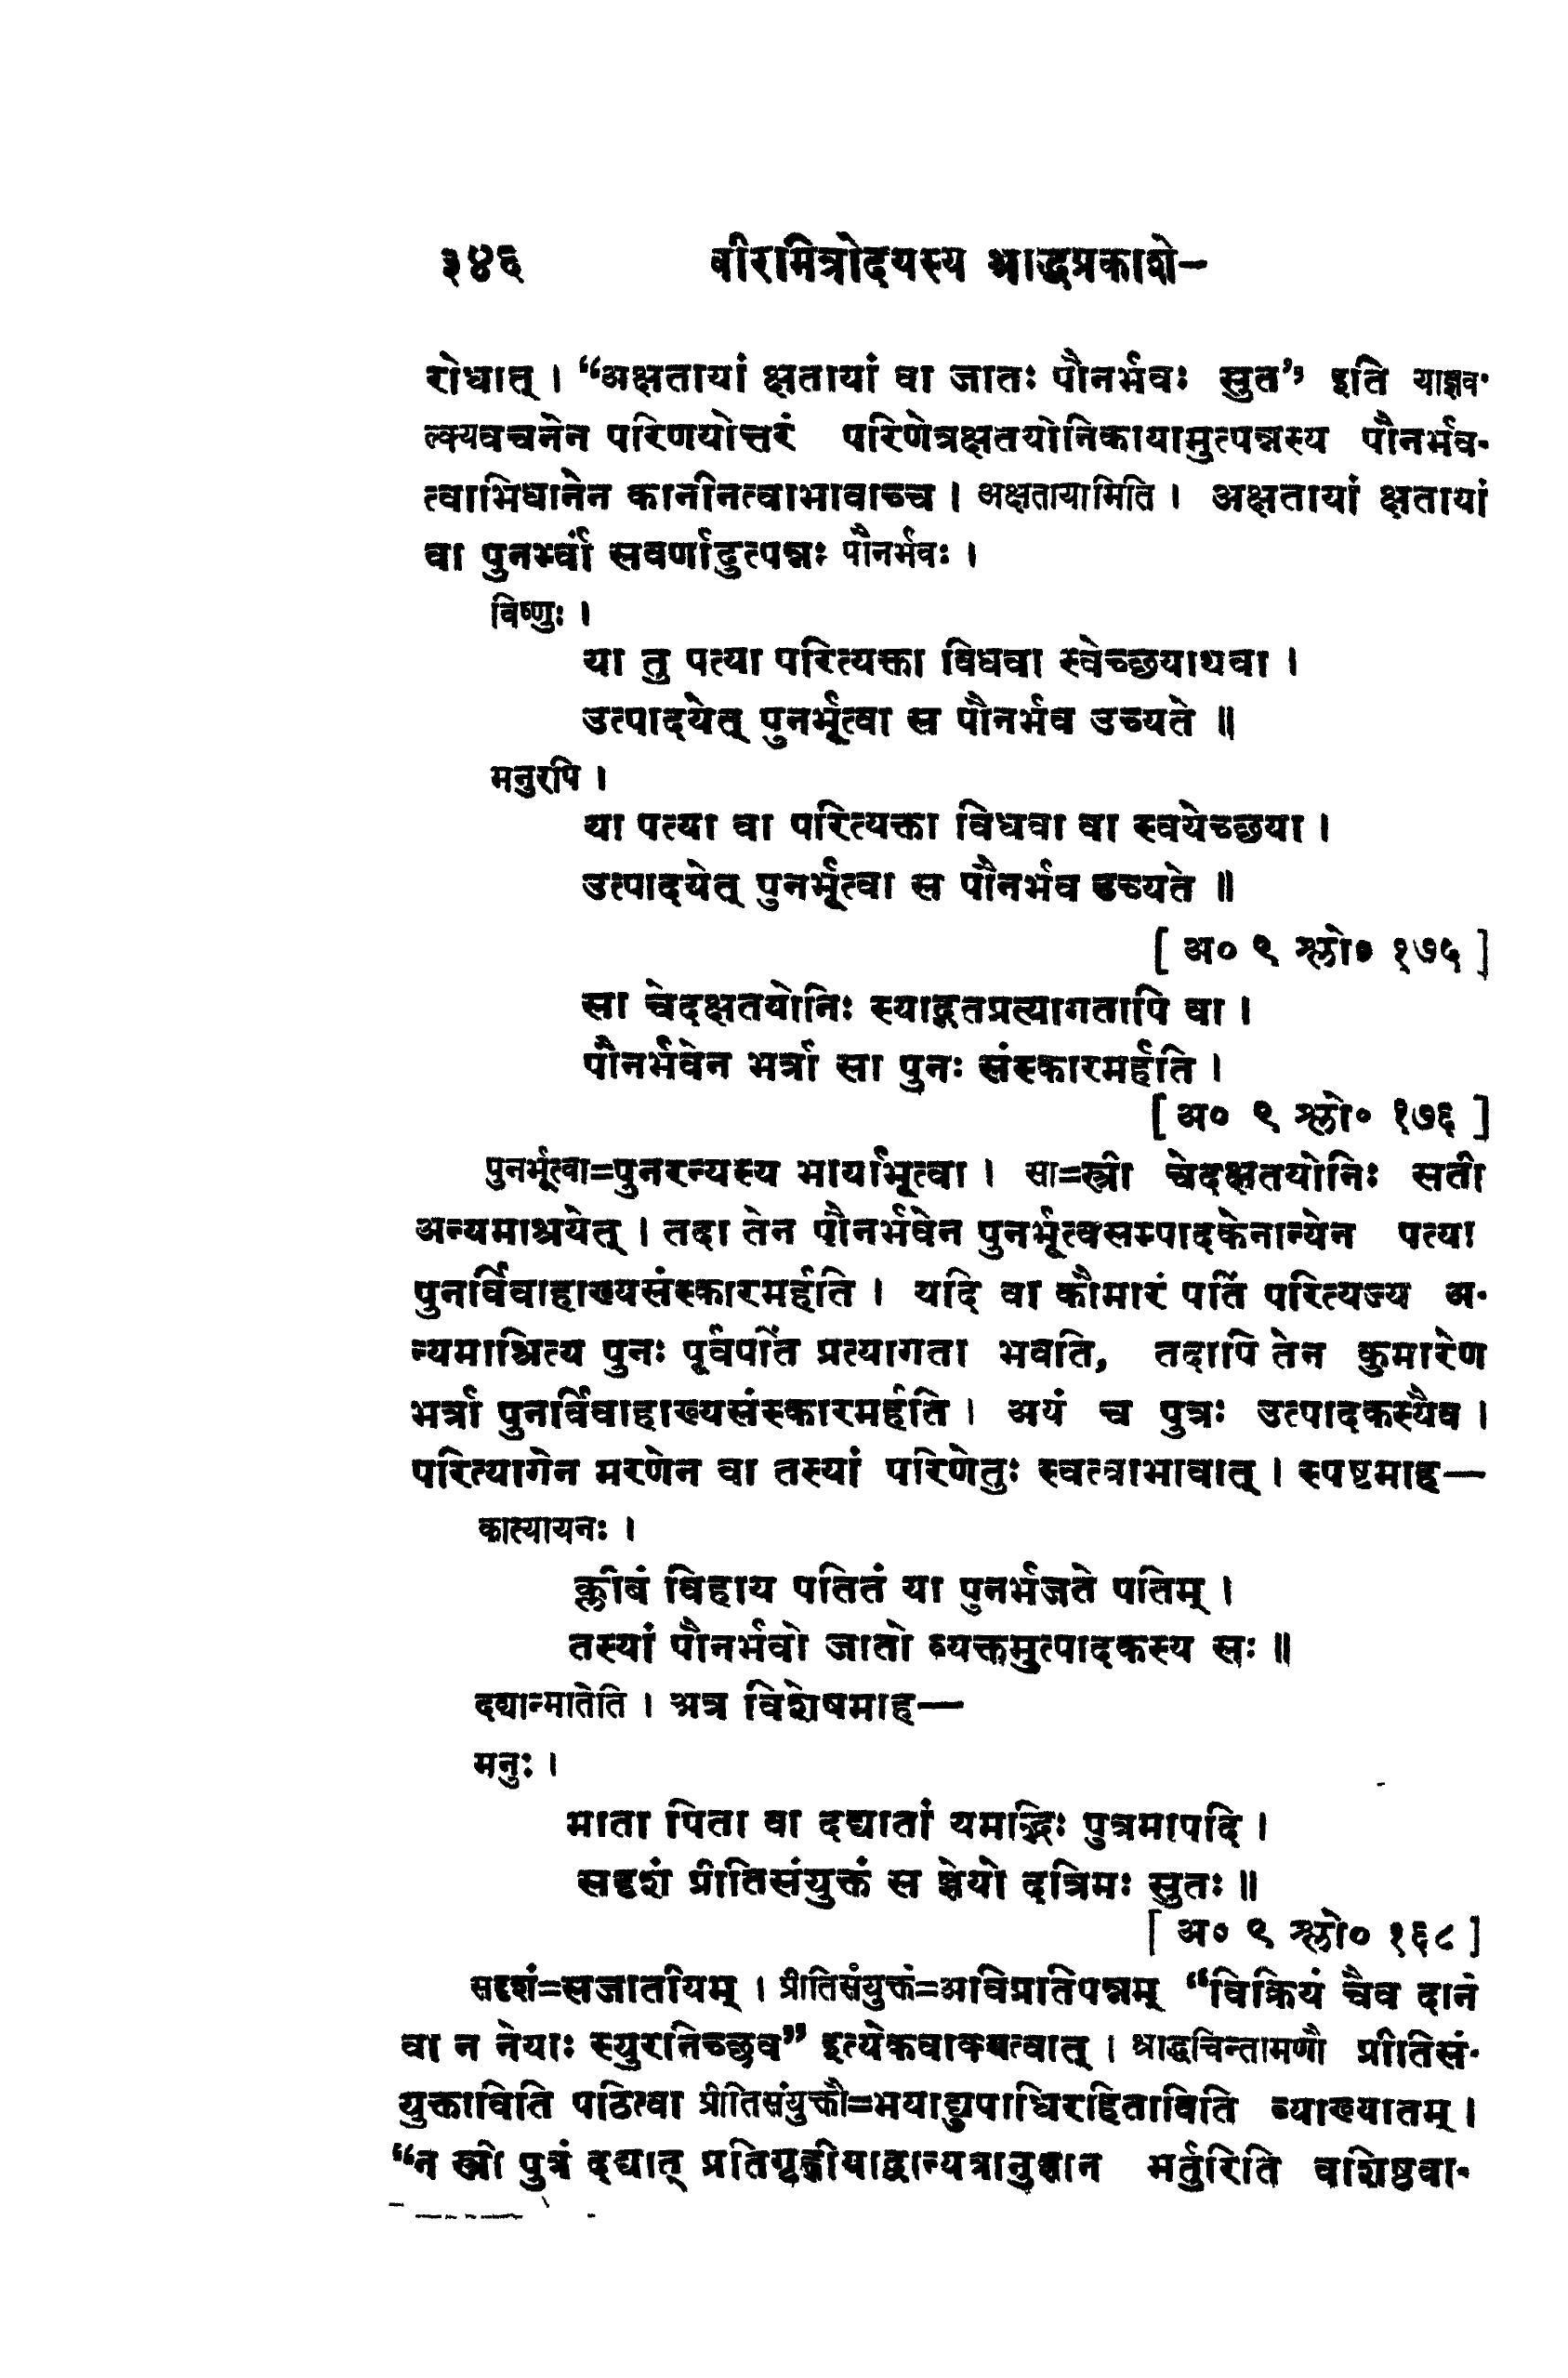 ३४६ वीरमित्रोदयस्य श्राद्धप्रकाशे-
रोधात् । “अक्षतायां क्षतायां वा जातः पौनर्भवः सुत” इति याज्ञव-
ल्क्यवचनेन परिणयोत्तरं परिणेत्रक्षतयोनिकायामुत्पन्नस्य पौनर्भव-
त्वाभिधानेन कानीनत्वाभावाच्च । अक्षतायामिति । अक्षतायां क्षतायां
वा पुनर्भ्वां सवर्णादुत्पन्नः पौनर्भवः ।
विष्णुः ।
या तु पत्या परित्यक्ता विधवा स्वेच्छयाथवा ।
उत्पादयेत् पुनर्भूत्वा स पौनर्भव उच्यते ॥
मनुरपि ।
या पत्या वा परित्यक्ता विधवा वा स्वयेच्छया ।
उत्पादयेत् पुनर्भूत्वा स पौनर्भव उच्यते ॥
[ अ० ९ श्लो० १७५ ]
सा चेदक्षतयोनिः स्याद्गतप्रत्यागतापि वा ।
पौनर्भवेन भर्त्रा सा पुनः संस्कारमर्हति ।
[ अ० ९ श्लो० १७६ ]
पुनर्भूत्वा=पुनरन्यस्य भार्याभूत्वा । सा=स्त्री चेदक्षतयोनिः सती
अन्यमाश्रयेत् । तदा तेन पौनर्भवेन पुनर्भूत्वसम्पादकेनान्येन पत्या
पुनर्विवाहाख्यसंस्कारमर्हति । यदि वा कौमारं पतिं परित्यज्य अ-
न्यमाश्रित्य पुनः पूर्वपतिं प्रत्यागता भवति, तदापि तेन कुमारेण
भर्त्रा पुनर्विवाहाख्यसंस्कारमर्हति । अयं च पुत्रः उत्पादकस्यैव ।
परित्यागेन मरणेन वा तस्यां परिणेतुः स्वत्वाभावात् । स्पष्टमाह—
कात्यायनः ।
क्लीबं विहाय पतितं या पुनर्भजते पतिम् ।
तस्यां पौनर्भवो जातो व्यक्तमुत्पादकस्य सः ॥
दद्यान्मातेति । अत्र विशेषमाह—
मनुः ।
माता पिता वा दद्यातां यमद्भिः पुत्रमापदि ।
सदृशं प्रीतिसंयुक्तं स ज्ञेयो दत्रिमः सुतः ॥
[ अ० ९ श्लो० १६८ ]
सदृशं=सजातीयम् । प्रीतिसंयुक्तं=अविप्रतिपन्नम् “विक्रियं चैव दानं
वा न नेयाः स्युरनिच्छव” इत्येकवाक्यत्वात् । श्राद्धचिन्तामणौ प्रीतिसं-
युक्ताविति पठित्वा प्रीतिसंयुक्तौ=भयाद्युपाधिरहिताविति व्याख्यातम् ।
“न स्त्री पुत्रं दद्यात् प्रतिगृह्णीयाद्वान्यत्रानुज्ञान भर्तुरिति वशिष्ठवा-